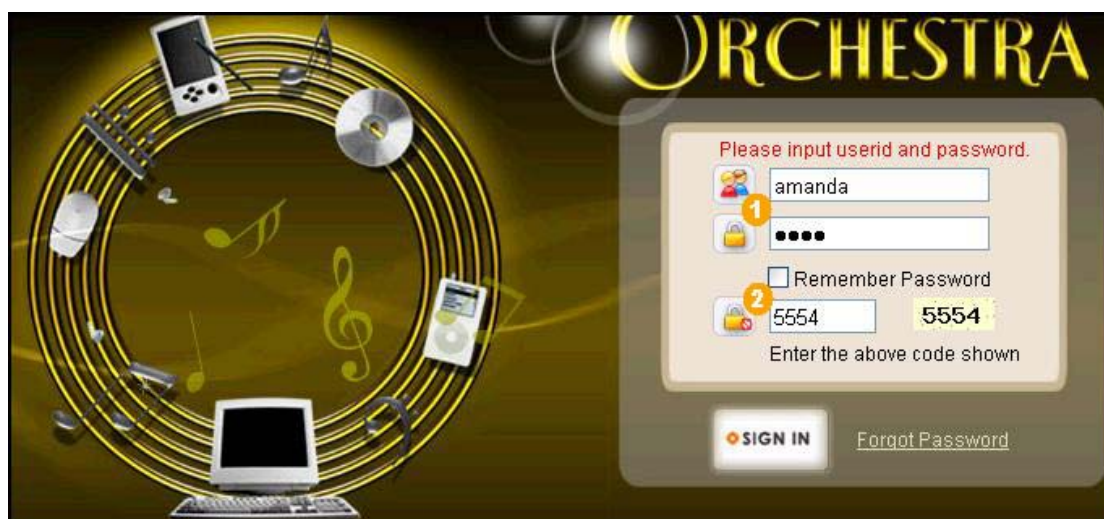 ORCHESTRA
Please input userid and password.
amanda
1
●●●●
Remember Password
2
5554 5554
Enter the above code shown
SIGN IN Forgot Password